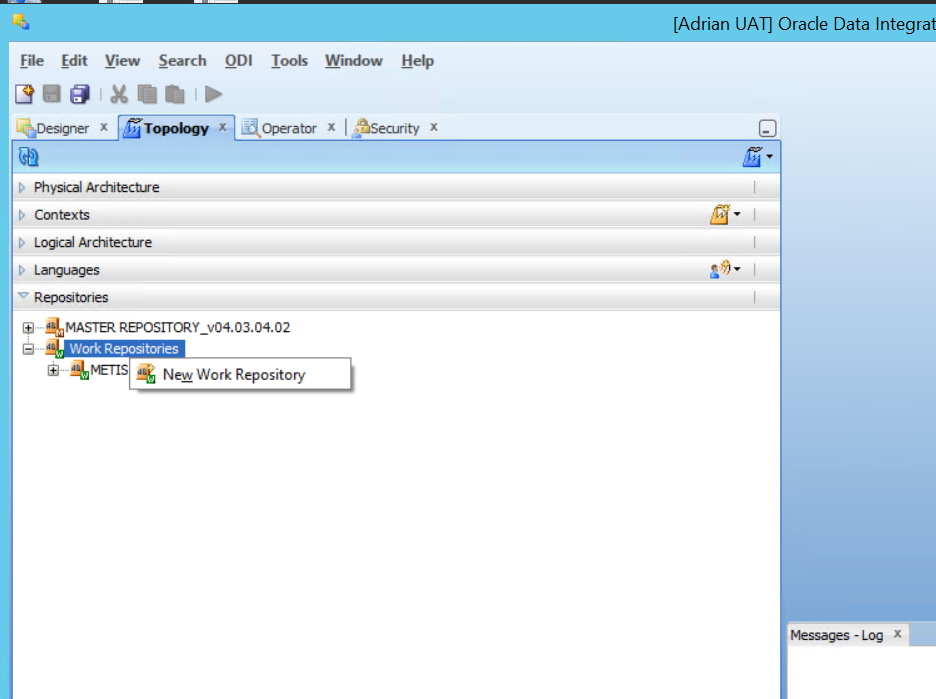 [Adrian UAT] Oracle Data Integrat
File Edit View Search ODI Tools Window Help
Designer x Topology x Operator x Security x
Physical Architecture
Contexts
Logical Architecture
Languages
Repositories
MASTER REPOSITORY_v04.03.04.02
Work Repositories
METIS
New Work Repository
Messages - Log x